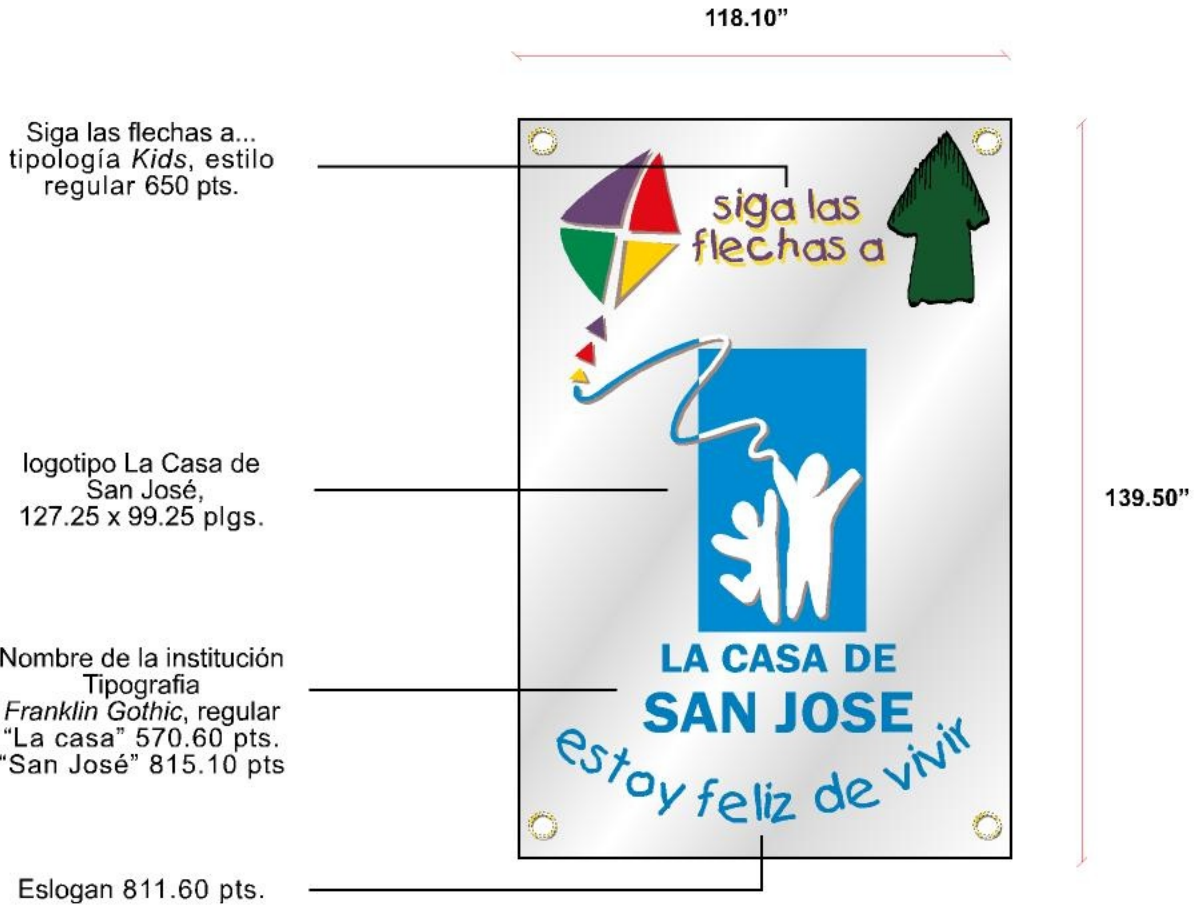 118.10”
Siga las flechas a...
tipología Kids, estilo
regular 650 pts.
siga las
flechas a
logotipo La Casa de
San José,
127.25 x 99.25 plgs.
139.50”
Nombre de la institución
Tipografia
Franklin Gothic, regular
“La casa” 570.60 pts.
“San José” 815.10 pts
LA CASA DE
SAN JOSE
estoy feliz de vivir
Eslogan 811.60 pts.